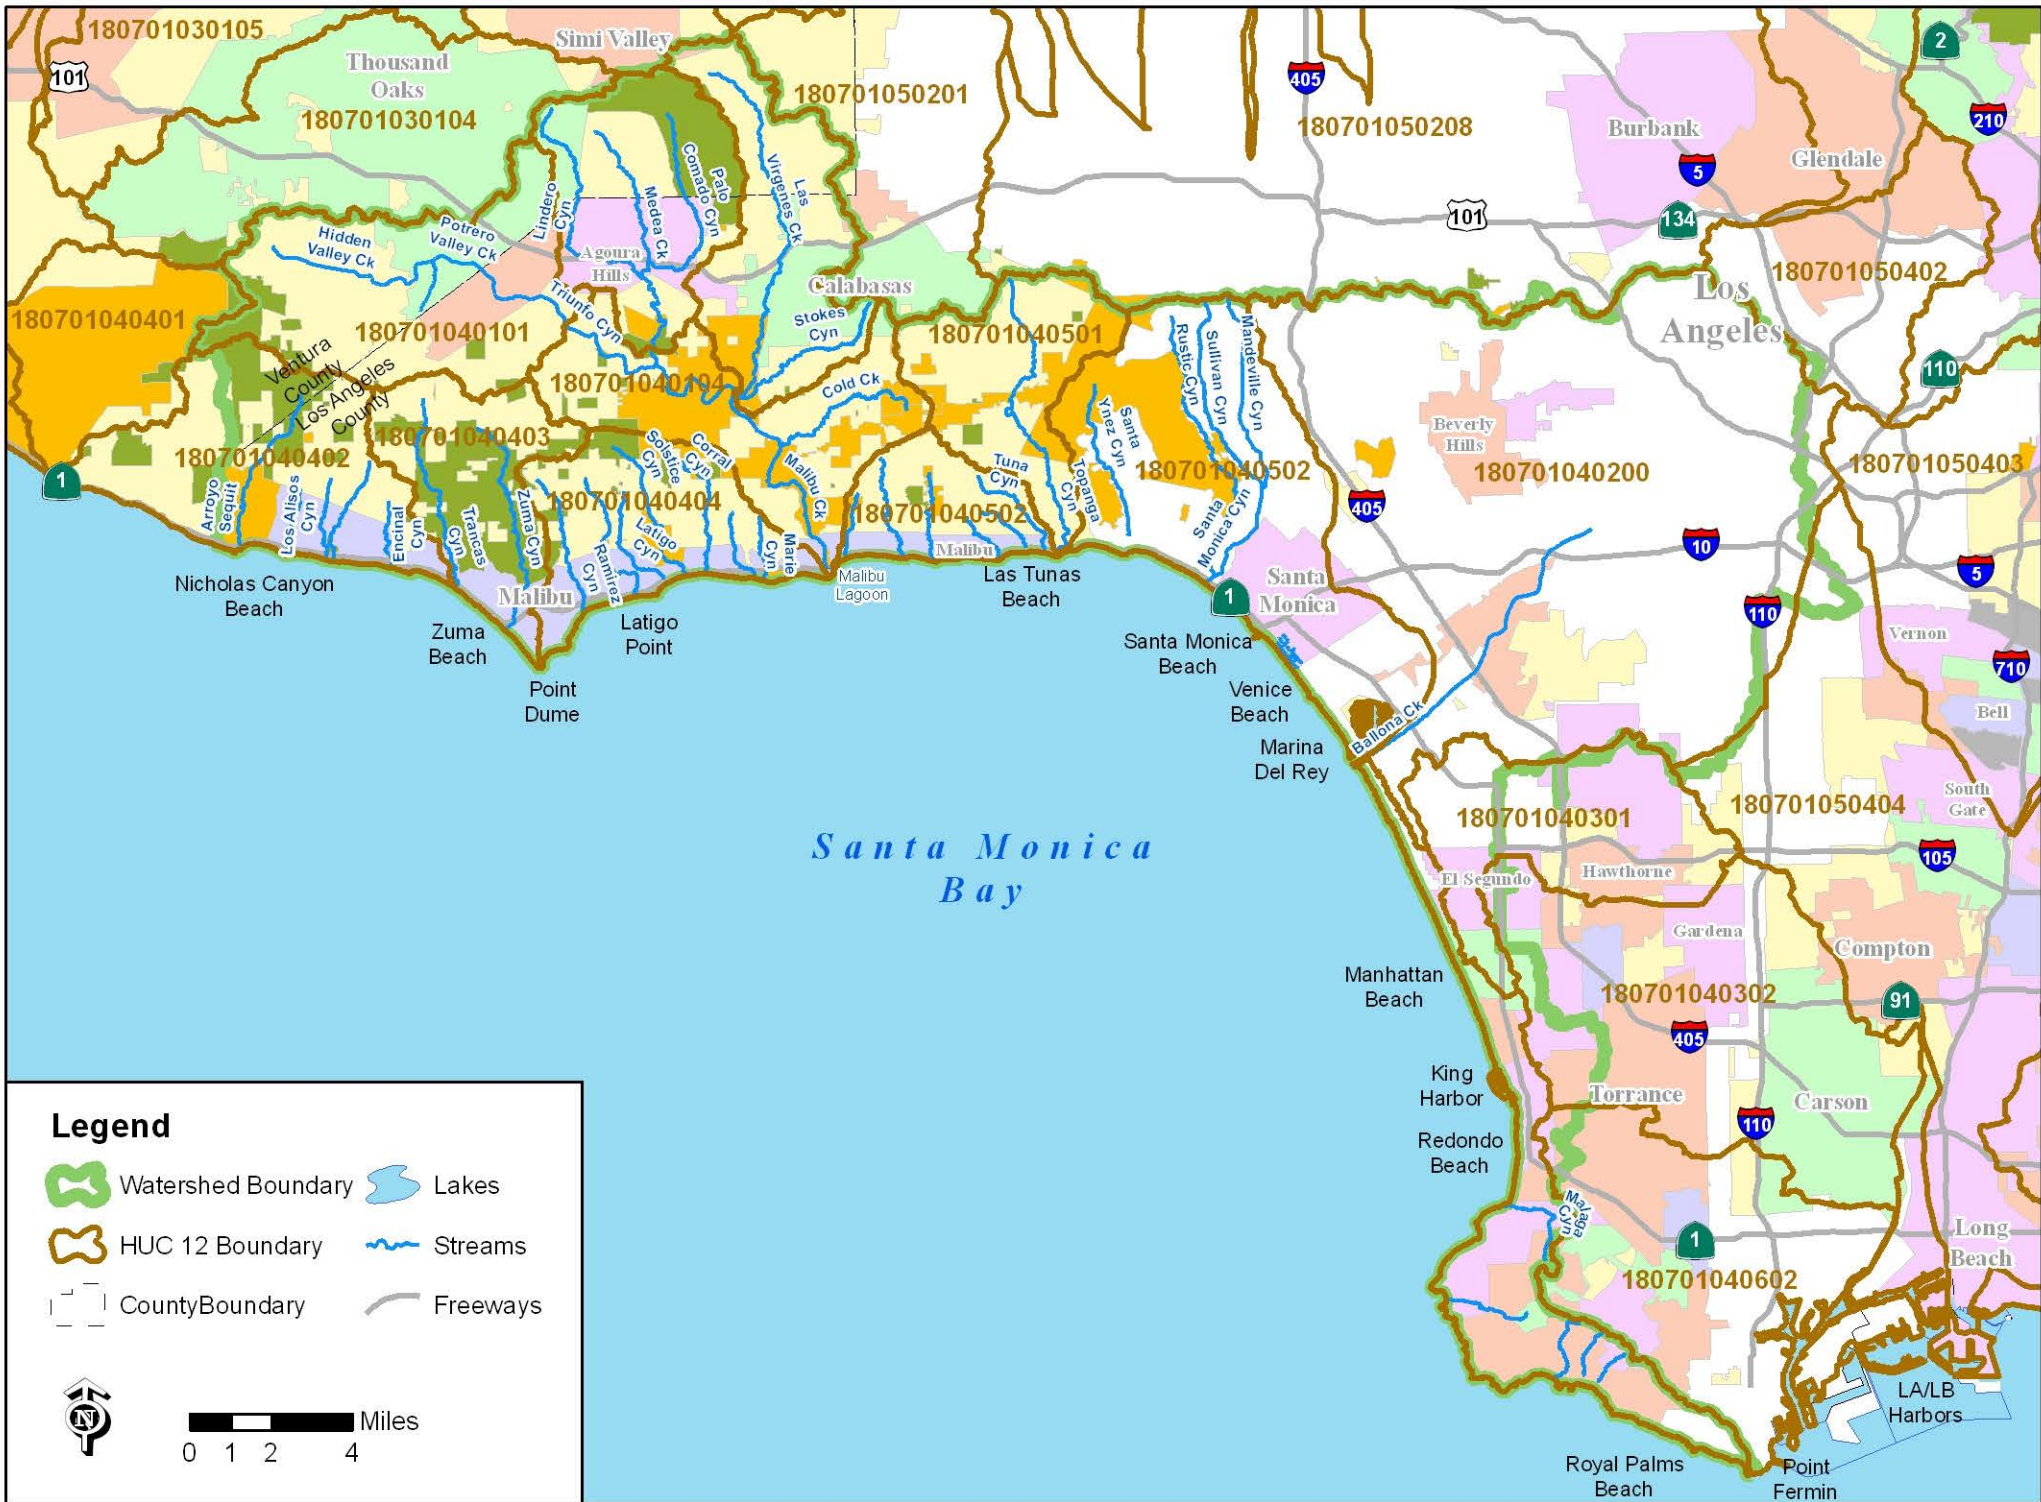 180701030105
Simi Valley
Thousand
Oaks
180701030104
101
180701050201
405
180701050208
2
210
Burbank
Glendale
5
134
101
Lindero
Cyn
Medea Ck
Palo
Comado Cyn
Las
Virgenes Ck
Hidden
Valley Ck
Potrero
Valley Ck
Agoura
Hills
Calabasas
Triunfo Cyn
Stokes
Cyn
180701040401
180701040101
180701040501
Los
Angeles
180701050402
110
Ventura
County
Los Angeles
County
180701040104
Cold Ck
Rustic Cyn
Sullivan Cyn
Mandeville Cyn
Santa
Ynez Cyn
Beverly
Hills
180701040403
180701040402
Solstice
Cyn
Corral
Cyn
Malibu Ck
Tuna
Cyn
Topanga
Cyn
180701040502
180701040200
180701050403
1
Arroyo
Sequit
Los Alisos
Cyn
Encinal
Cyn
Trancas
Cyn
Zuma Cyn
180701040404
Ramirez
Cyn
Latigo
Cyn
Marie
Cyn
180701040502
Santa
Monica Cyn
405
10
5
Malibu
Malibu
Malibu
Lagoon
Nicholas Canyon
Beach
Las Tunas
Beach
Santa
Monica
1
110
Vernon
710
Zuma
Beach
Latigo
Point
Point
Dume
Santa Monica
Beach
Venice
Beach
Marina
Del Rey
Ballona Ck
Bell
South
Gate
180701040301
180701050404
105
Santa Monica
Bay
El Segundo
Hawthorne
Gardena
Compton
Manhattan
Beach
180701040302
91
405
King
Harbor
Torrance
Carson
110
Redondo
Beach
Malaga
Cyn
1
Long
Beach
180701040602
LA/LB
Harbors
Royal Palms
Beach
Point
Fermin
Legend
Watershed Boundary
Lakes
HUC 12 Boundary
Streams
CountyBoundary
Freeways
N
Miles
0 1 2 4